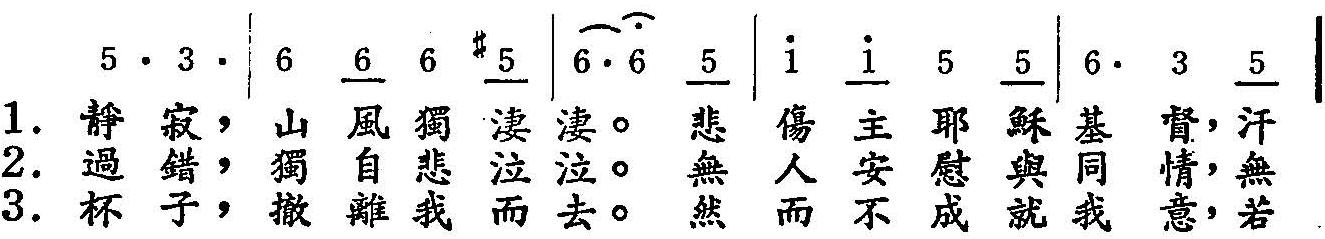 5 · 3 · | 6 6 6 ♯5 | 6 · 6 5 | i i 5 5 | 6 · 3 5
1. 靜寂，山風獨淒淒。悲傷主耶穌基督，汗
2. 過錯，獨自悲泣泣。無人安慰與同情，無
3. 杯子，撤離我而去。然而不成就我意，若